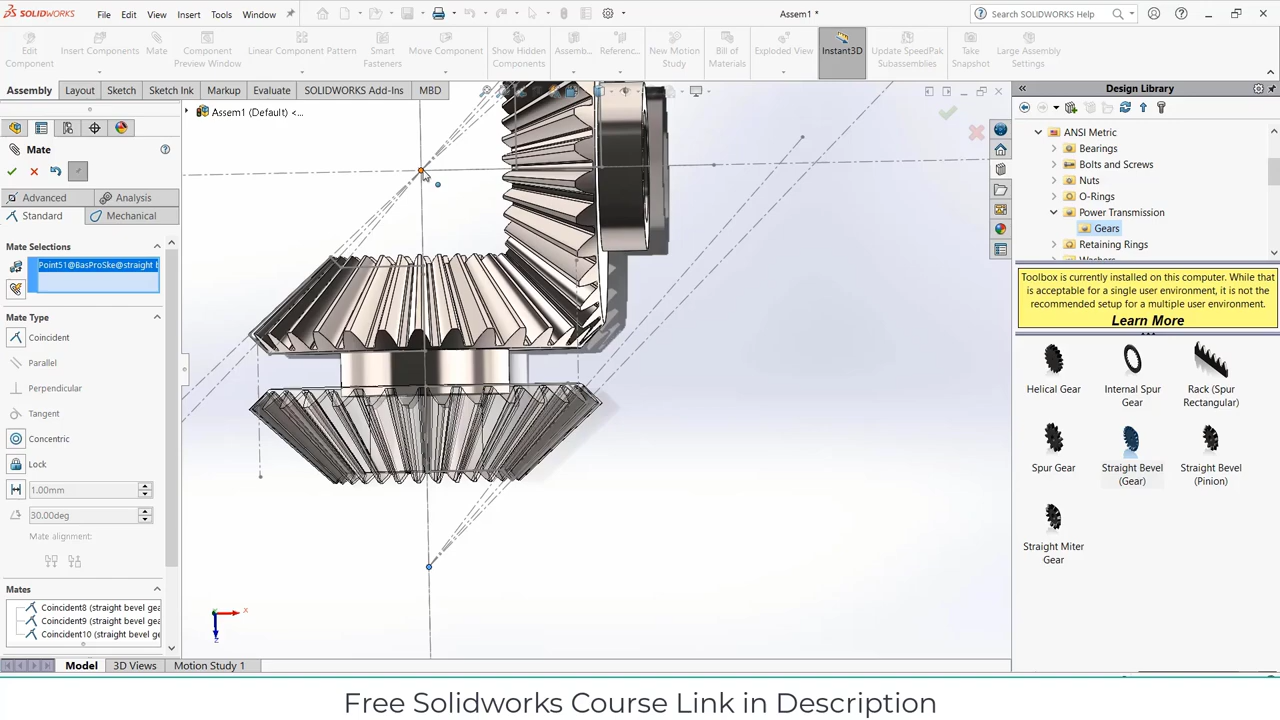 SOLIDWORKS
File
Edit
View
Insert
Tools
Window
Assem1 *
Search SOLIDWORKS Help
Edit Component
Insert Components
Mate
Component Preview Window
Linear Component Pattern
Smart Fasteners
Move Component
Show Hidden Components
Assemb...
Referenc...
New Motion Study
Bill of Materials
Exploded View
Instant3D
Update SpeedPak Subassemblies
Take Snapshot
Large Assembly Settings
Assembly
Layout
Sketch
Sketch Ink
Markup
Evaluate
SOLIDWORKS Add-Ins
MBD
Design Library
Assem1 (Default) <...
Mate
Advanced
Analysis
Standard
Mechanical
Mate Selections
Point51@BasProSke@straight b
Mate Type
Coincident
Parallel
Perpendicular
Tangent
Concentric
Lock
1.00mm
30.00deg
Mate alignment:
Mates
Coincident8 (straight bevel gea
Coincident9 (straight bevel gea
Coincident10 (straight bevel ge
x
z
ANSI Metric
Bearings
Bolts and Screws
Nuts
O-Rings
Power Transmission
Gears
Retaining Rings
Toolbox is currently installed on this computer. While that
is acceptable for a single user environment, it is not the
recommended setup for a multiple user environment.
Learn More
Helical Gear
Internal Spur Gear
Rack (Spur Rectangular)
Spur Gear
Straight Bevel (Gear)
Straight Bevel (Pinion)
Straight Miter Gear
Model
3D Views
Motion Study 1
Free Solidworks Course Link in Description